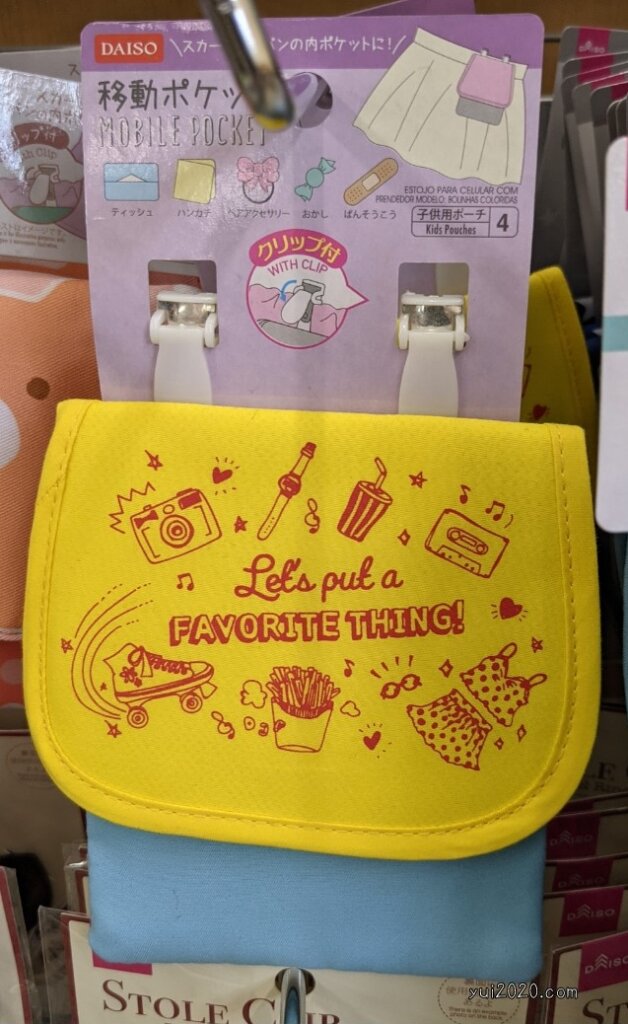 DAISO
スカー パンの内ポケットに!
移動ポケッ
MOBILE POCKET
ティッシュ
ハンカチ
ヘアアクセサリー
おかし
ばんそうこう
ESTOJO PARA CELULAR COM
PRENDEDOR MODELO: BOLINHAS COLORIDAS
子供用ポーチ
Kids Pouches
4
クリップ付
WITH CLIP
Let's put a
FAVORITE THING!
DAISO
DAISO
DAISO
DAISO
STOLE CLIP
yui2020.com